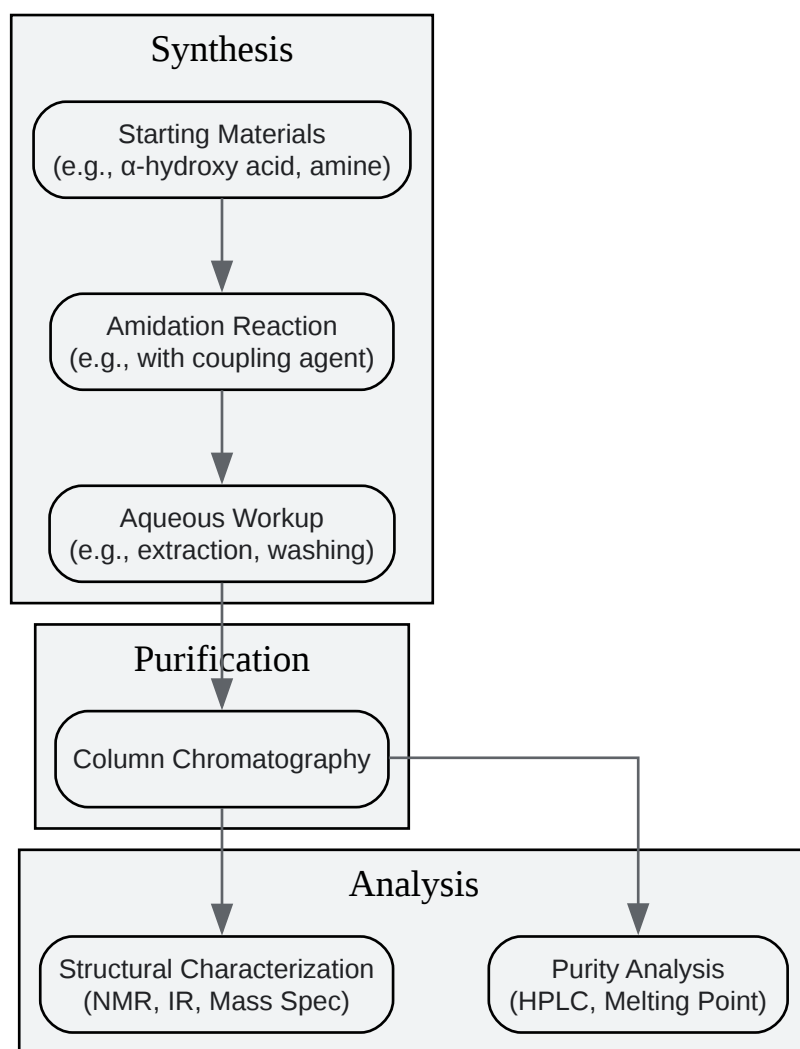 Synthesis
Starting Materials
(e.g., α-hydroxy acid, amine)
Amidation Reaction
(e.g., with coupling agent)
Aqueous Workup
(e.g., extraction, washing)
Purification
Column Chromatography
Analysis
Structural Characterization
(NMR, IR, Mass Spec)
Purity Analysis
(HPLC, Melting Point)